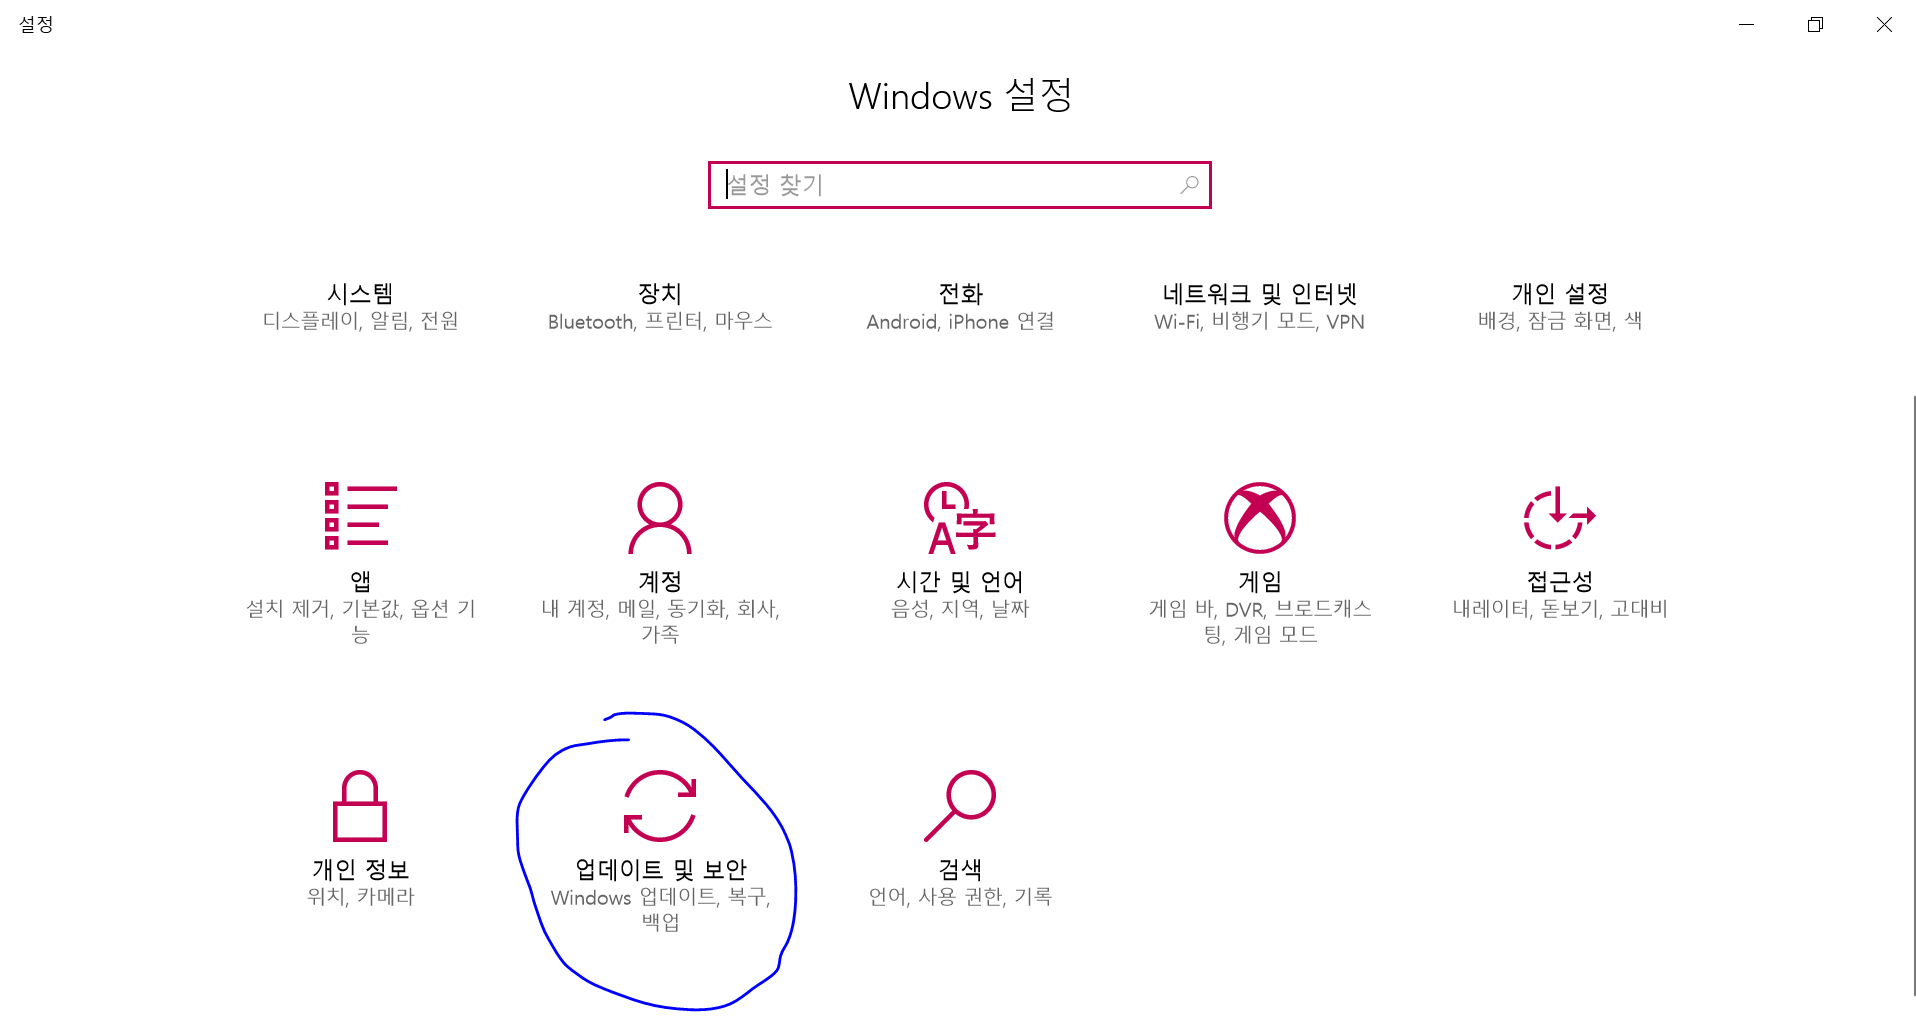 설정
Windows 설정
설정 찾기
시스템
디스플레이, 알림, 전원
장치
Bluetooth, 프린터, 마우스
전화
Android, iPhone 연결
네트워크 및 인터넷
Wi-Fi, 비행기 모드, VPN
개인 설정
배경, 잠금 화면, 색
앱
설치 제거, 기본값, 옵션 기
능
계정
내 계정, 메일, 동기화, 회사,
가족
시간 및 언어
음성, 지역, 날짜
게임
게임 바, DVR, 브로드캐스
팅, 게임 모드
접근성
내레이터, 돋보기, 고대비
개인 정보
위치, 카메라
업데이트 및 보안
Windows 업데이트, 복구,
백업
검색
언어, 사용 권한, 기록